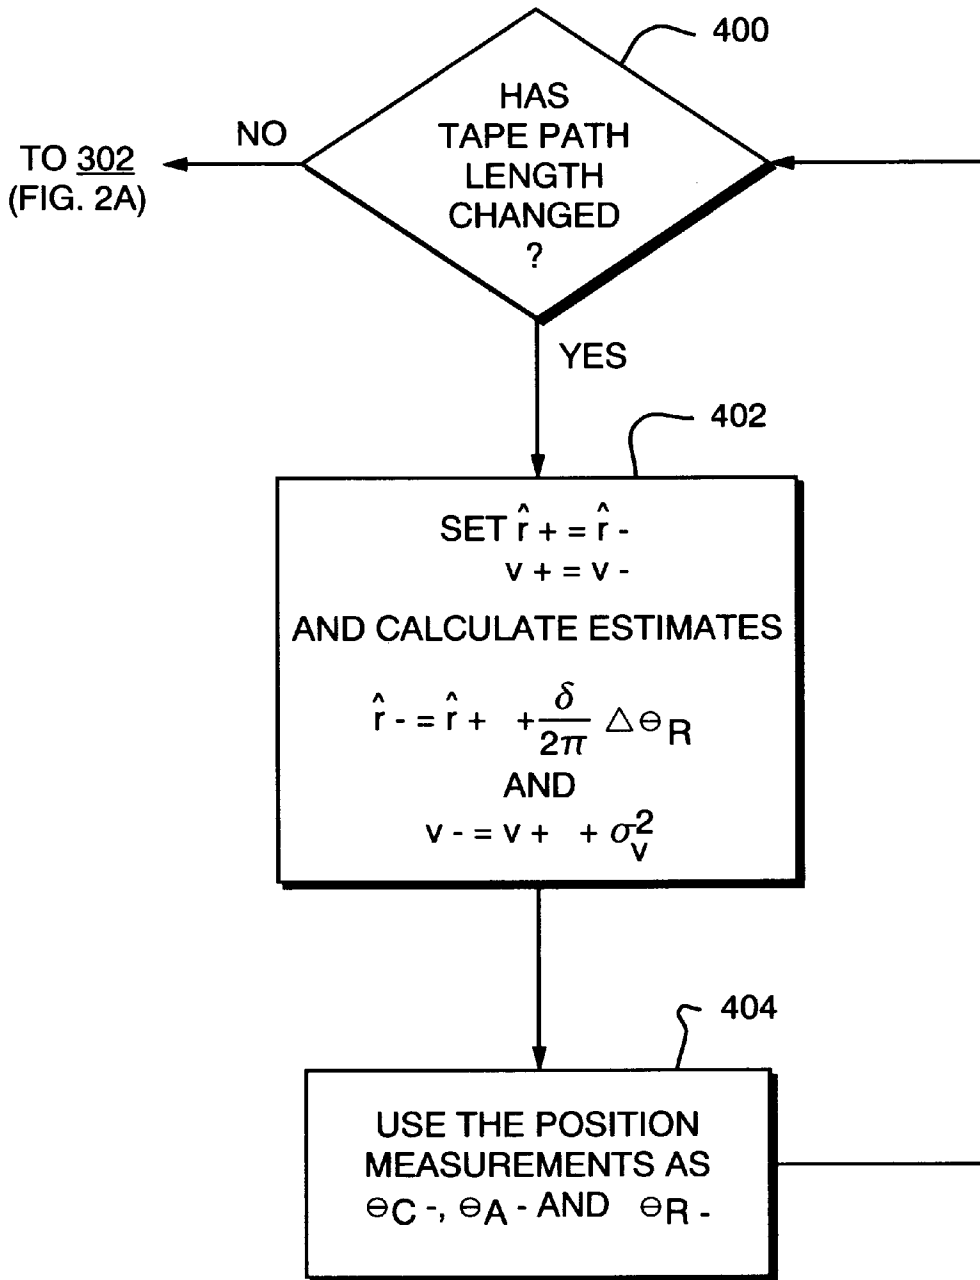 400
HAS
TAPE PATH
LENGTH
CHANGED
?
NO
TO 302
(FIG. 2A)
YES
402
SET r̂ + = r̂ -
v + = v -
AND CALCULATE ESTIMATES
r̂ - = r̂ + + δ/2π △ΘR
AND
v - = v + + σ²v
404
USE THE POSITION
MEASUREMENTS AS
ΘC -, ΘA - AND ΘR -